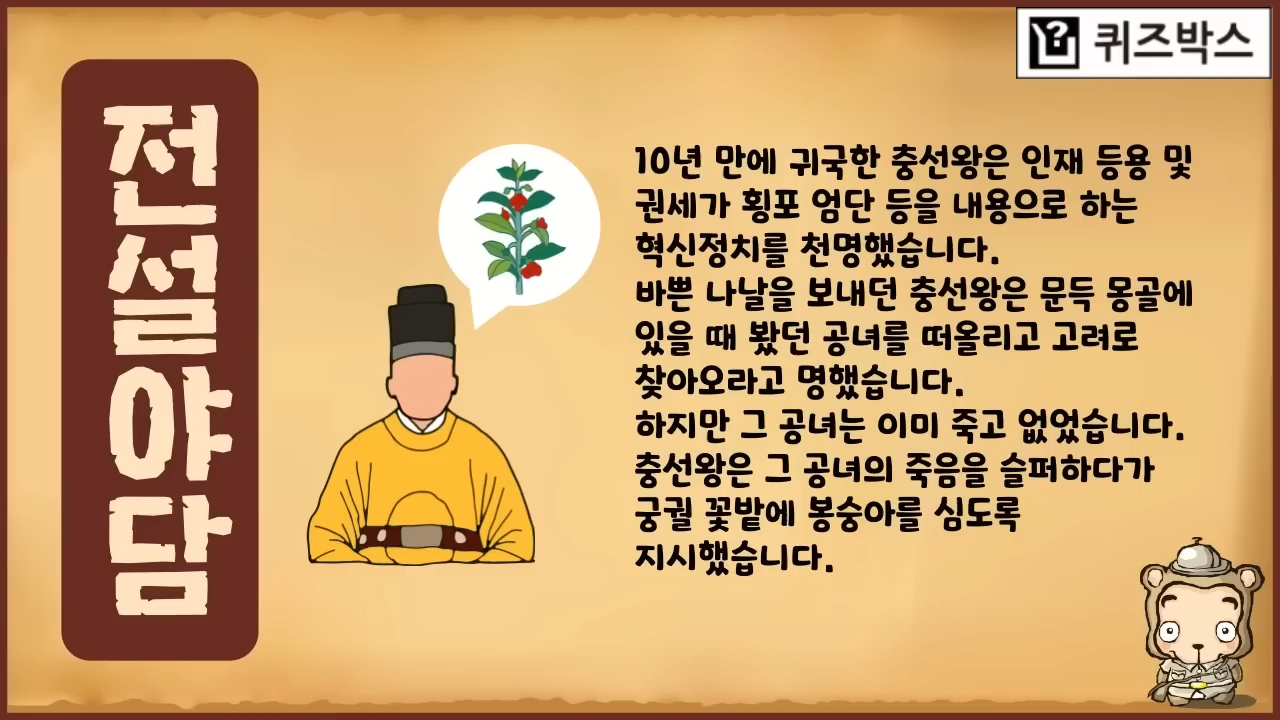 퀴즈박스
전설야담
10년 만에 귀국한 충선왕은 인재 등용 및
권세가 횡포 엄단 등을 내용으로 하는
혁신정치를 천명했습니다.
바쁜 나날을 보내던 충선왕은 문득 몽골에
있을 때 봤던 공녀를 떠올리고 고려로
찾아오라고 명했습니다.
하지만 그 공녀는 이미 죽고 없었습니다.
충선왕은 그 공녀의 죽음을 슬퍼하다가
궁궐 꽃밭에 봉숭아를 심도록
지시했습니다.